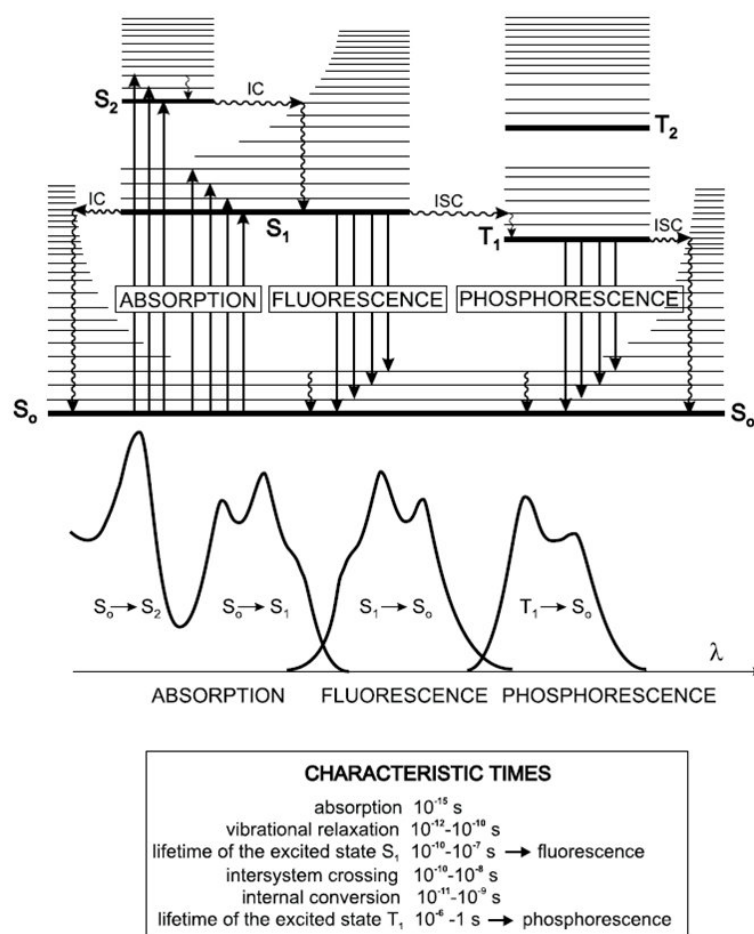 S₂
IC
T₂
IC
S₁
ISC
T₁
ISC
ABSORPTION
FLUORESCENCE
PHOSPHORESCENCE
Sₒ
Sₒ
Sₒ → S₂
Sₒ → S₁
S₁ → Sₒ
T₁ → Sₒ
λ
ABSORPTION FLUORESCENCE PHOSPHORESCENCE
CHARACTERISTIC TIMES
absorption 10⁻¹⁵ s
vibrational relaxation 10⁻¹²-10⁻¹⁰ s
lifetime of the excited state S₁ 10⁻¹⁰-10⁻⁷ s → fluorescence
intersystem crossing 10⁻¹⁰-10⁻⁸ s
internal conversion 10⁻¹¹-10⁻⁹ s
lifetime of the excited state T₁ 10⁻⁶ -1 s → phosphorescence